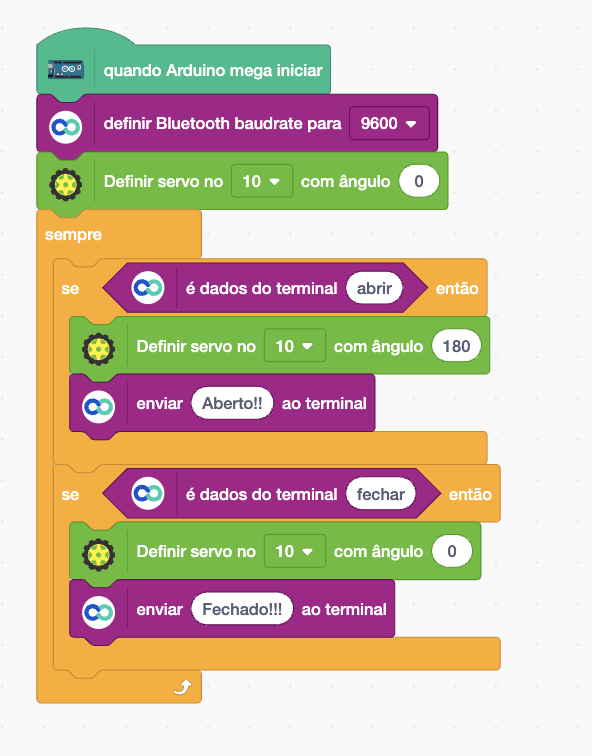 quando Arduino mega iniciar
definir Bluetooth baudrate para 9600
Definir servo no 10 com ângulo 0
sempre
se é dados do terminal abrir então
Definir servo no 10 com ângulo 180
enviar Aberto!! ao terminal
se é dados do terminal fechar então
Definir servo no 10 com ângulo 0
enviar Fechado!!! ao terminal